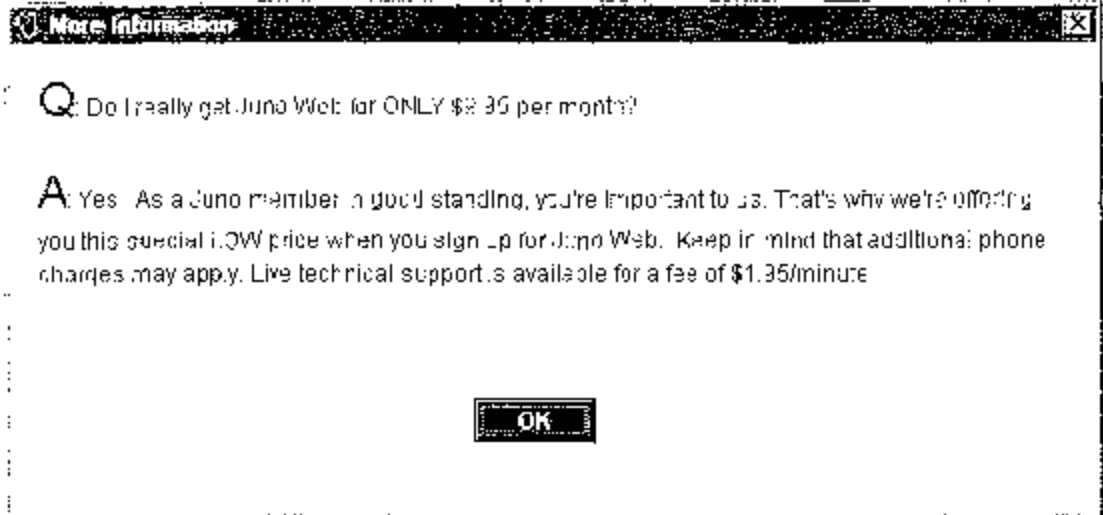 More Information
Q: Do I really get Juno Web for ONLY per month?
A: Yes. As a Juno member in good standing, you're important to us. That's why we're offering
you this special LOW price when you sign up for Juno Web. Keep in mind that additional phone
charges may apply. Live technical support is available for a fee of $1.95/minute
OK